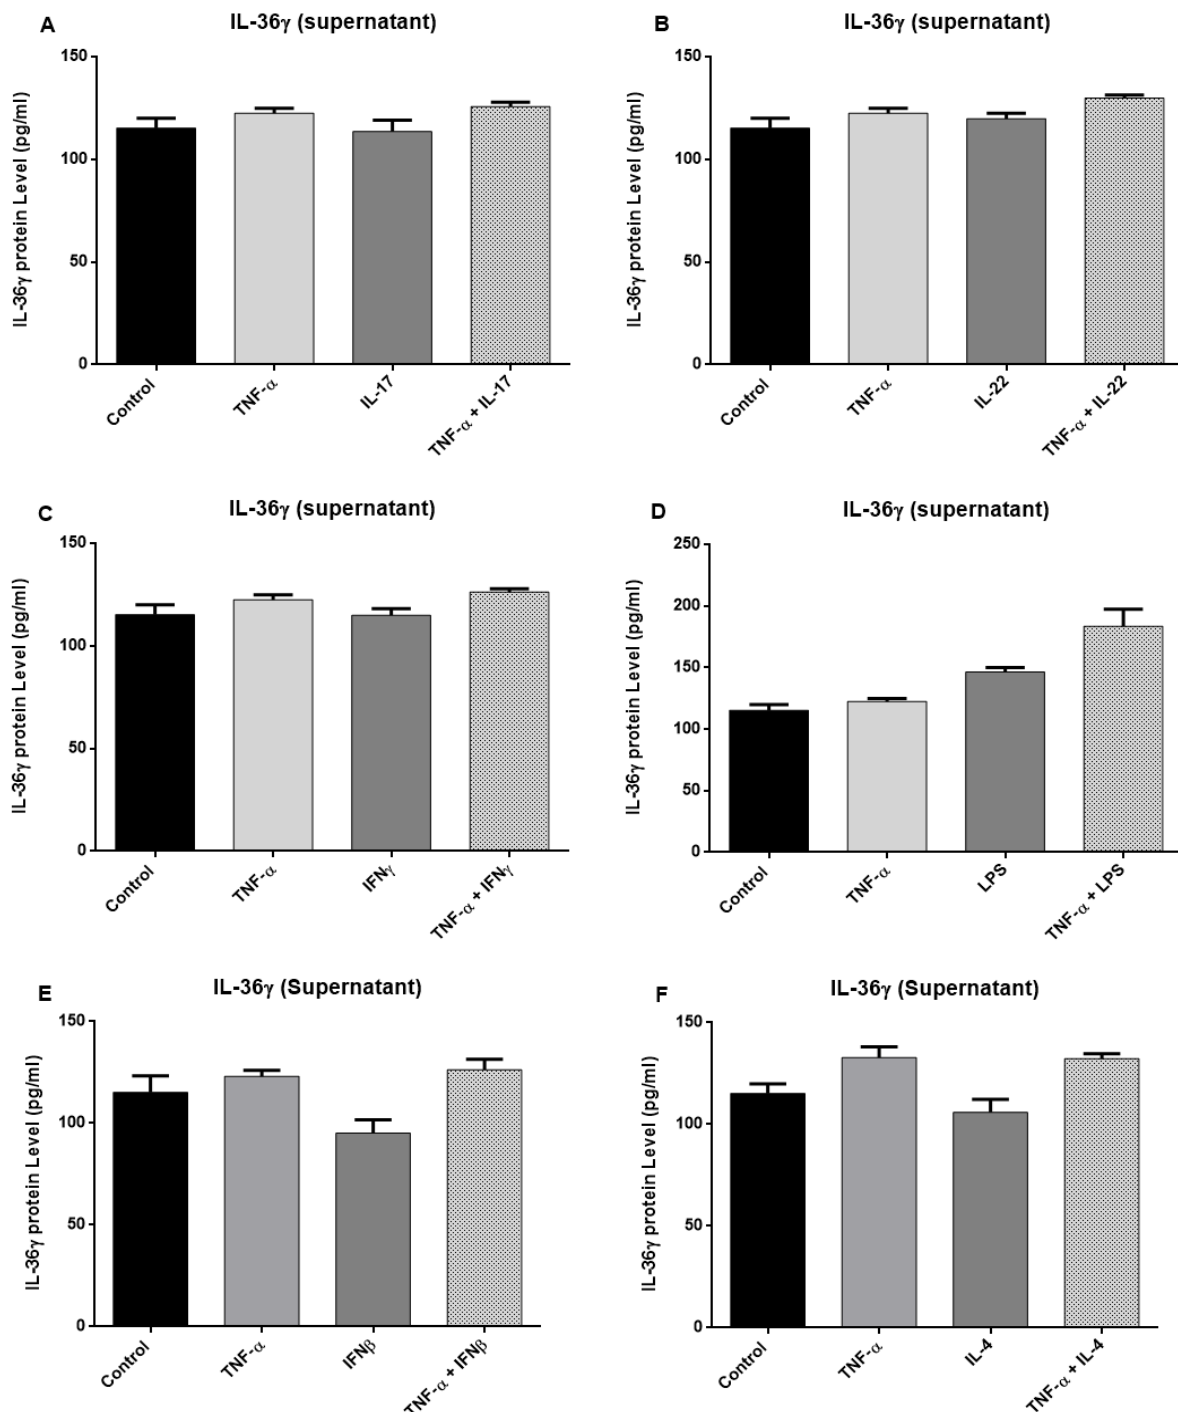 A
IL-36γ (supernatant)
IL-36γ protein Level (pg/ml)
150
100
50
0
Control
TNF-α
IL-17
TNF-α + IL-17
B
IL-36γ (supernatant)
IL-36γ protein Level (pg/ml)
150
100
50
0
Control
TNF-α
IL-22
TNF-α + IL-22
C
IL-36γ (supernatant)
IL-36γ protein Level (pg/ml)
150
100
50
0
Control
TNF-α
IFNγ
TNF-α + IFNγ
D
IL-36γ (supernatant)
IL-36γ protein Level (pg/ml)
250
200
150
100
50
0
Control
TNF-α
LPS
TNF-α + LPS
E
IL-36γ (Supernatant)
IL-36γ protein Level (pg/ml)
150
100
50
0
Control
TNF-α
IFNβ
TNF-α + IFNβ
F
IL-36γ (Supernatant)
IL-36γ protein Level (pg/ml)
150
100
50
0
Control
TNF-α
IL-4
TNF-α + IL-4